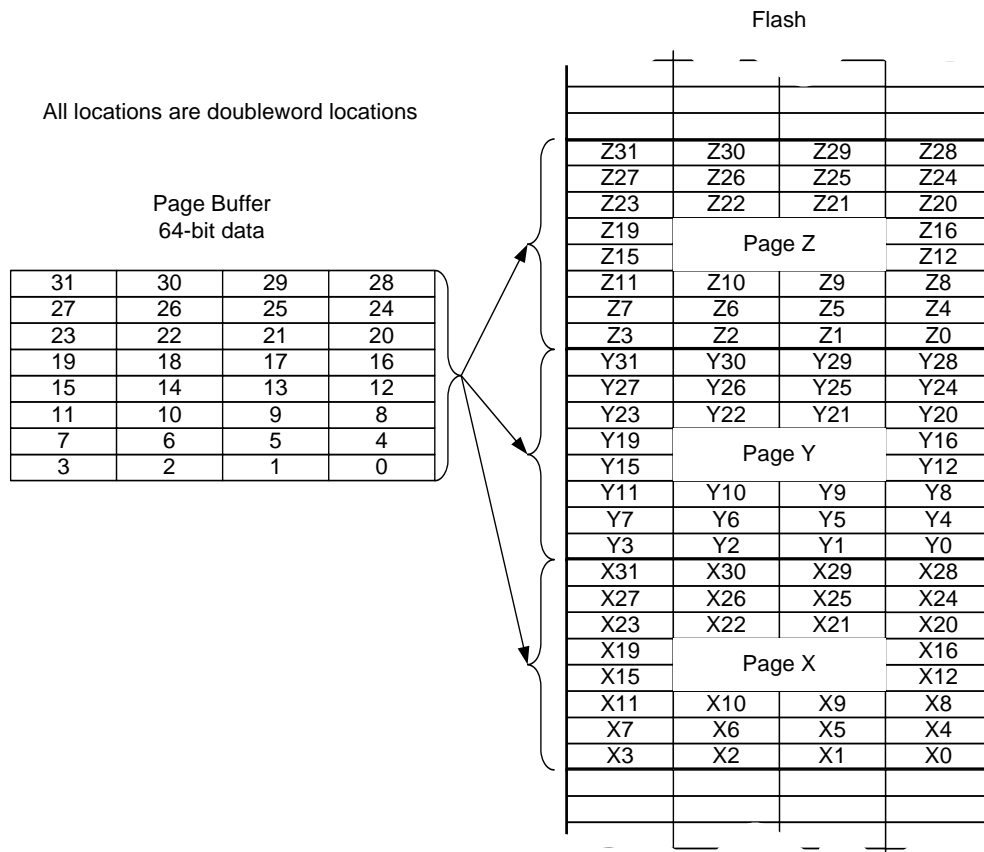 Flash
All locations are doubleword locations
Page Buffer
64-bit data
31 30 29 28
27 26 25 24
23 22 21 20
19 18 17 16
15 14 13 12
11 10 9 8
7 6 5 4
3 2 1 0
Z31 Z30 Z29 Z28
Z27 Z26 Z25 Z24
Z23 Z22 Z21 Z20
Z19 Z16
Page Z
Z15 Z12
Z11 Z10 Z9 Z8
Z7 Z6 Z5 Z4
Z3 Z2 Z1 Z0
Y31 Y30 Y29 Y28
Y27 Y26 Y25 Y24
Y23 Y22 Y21 Y20
Y19 Y16
Page Y
Y15 Y12
Y11 Y10 Y9 Y8
Y7 Y6 Y5 Y4
Y3 Y2 Y1 Y0
X31 X30 X29 X28
X27 X26 X25 X24
X23 X22 X21 X20
X19 X16
Page X
X15 X12
X11 X10 X9 X8
X7 X6 X5 X4
X3 X2 X1 X0